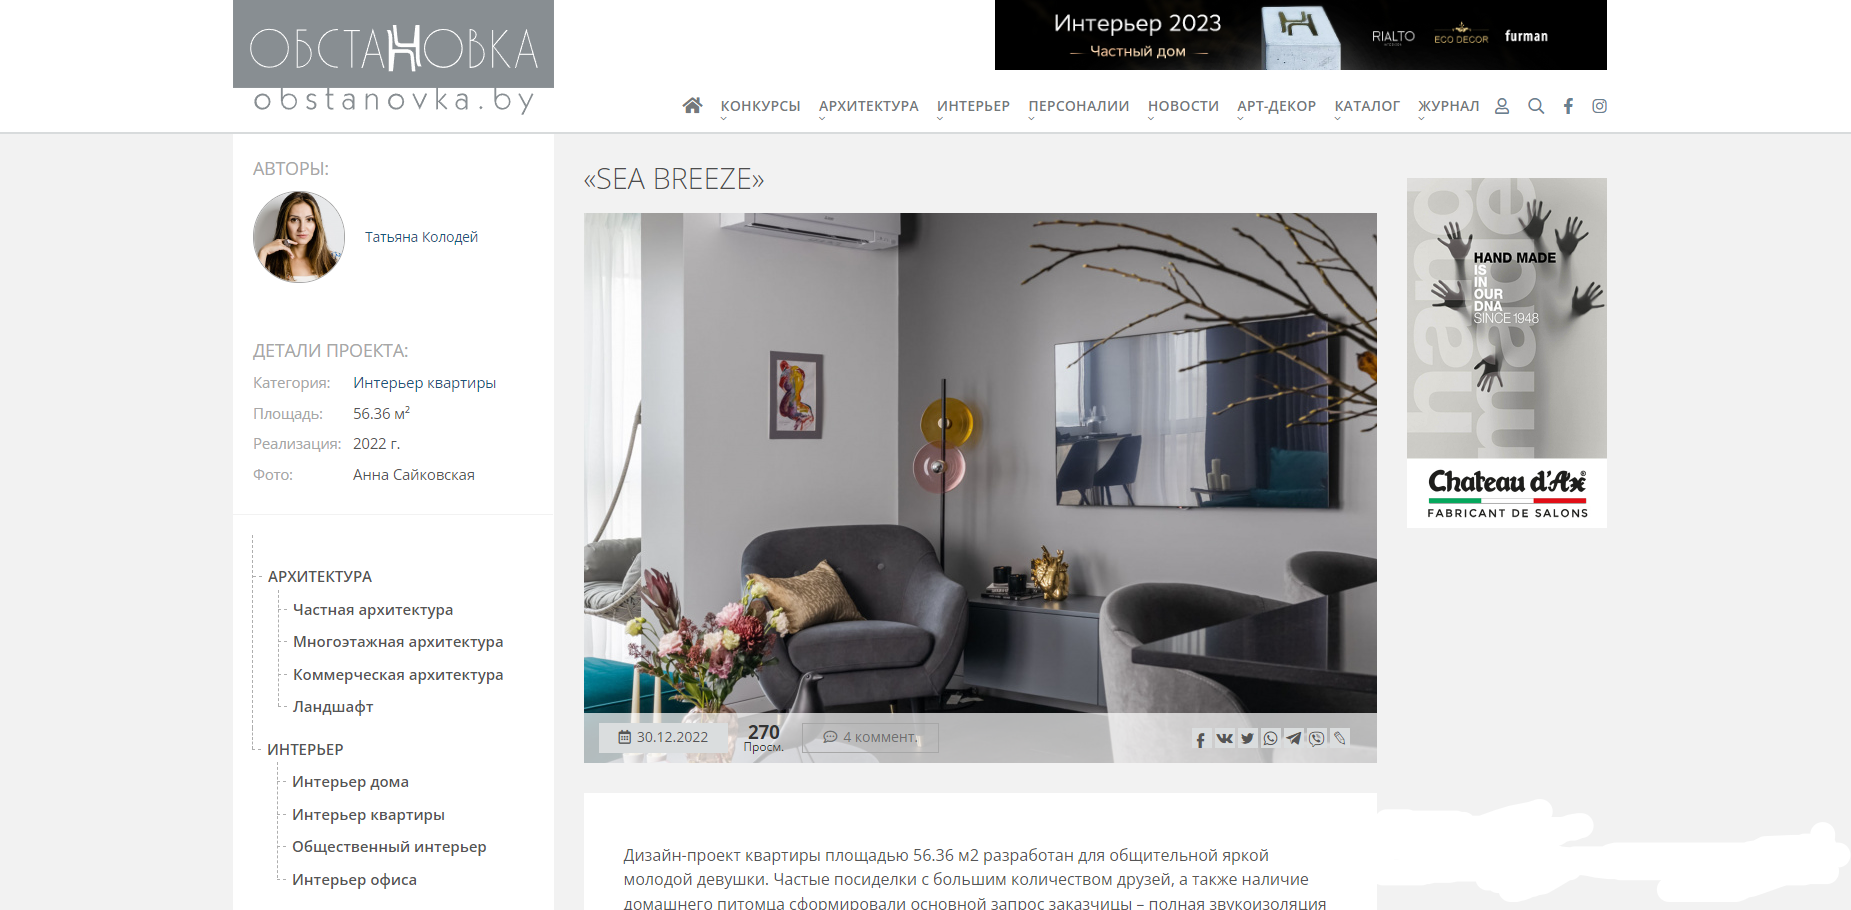 ОБСТАНОВКА
obstanovka.by
Интерьер 2023
Частный дом
RIALTO
ECO DECOR
furman
КОНКУРСЫ
АРХИТЕКТУРА
ИНТЕРЬЕР
ПЕРСОНАЛИИ
НОВОСТИ
АРТ-ДЕКОР
КАТАЛОГ
ЖУРНАЛ
АВТОРЫ:
Татьяна Колодей
ДЕТАЛИ ПРОЕКТА:
Категория: Интерьер квартиры
Площадь: 56.36 м²
Реализация: 2022 г.
Фото: Анна Сайковская
АРХИТЕКТУРА
Частная архитектура
Многоэтажная архитектура
Коммерческая архитектура
Ландшафт
ИНТЕРЬЕР
Интерьер дома
Интерьер квартиры
Общественный интерьер
Интерьер офиса
«SEA BREEZE»
30.12.2022
270
Просм.
4 коммент.
Дизайн-проект квартиры площадью 56.36 м2 разработан для общительной яркой
молодой девушки. Частые посиделки с большим количеством друзей, а также наличие
домашнего питомца сформировали основной запрос заказчицы – полная звукоизоляция
hand
made
HAND MADE
IS
IN
OUR
DNA
SINCE 1948
Chateau d'Ax®
FABRICANT DE SALONS